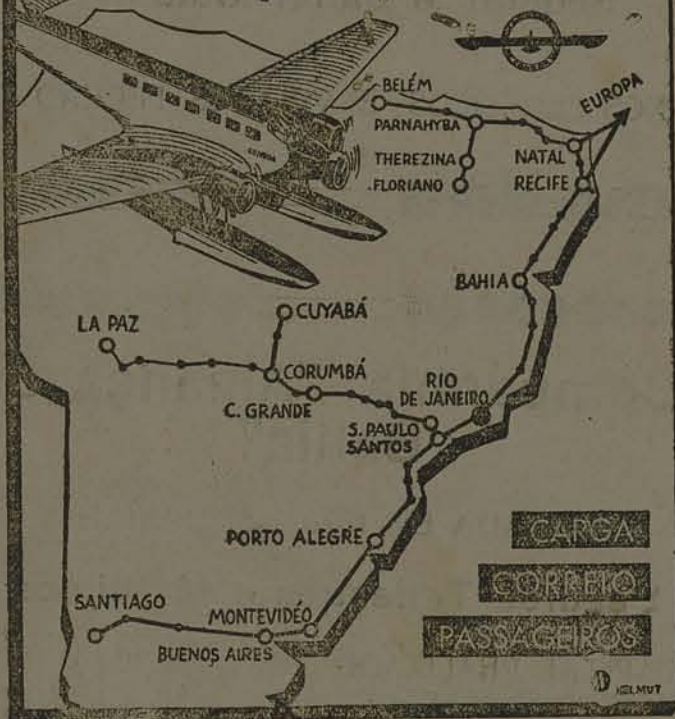 BELÉM
EUROPA
PARNAHYBA
THEREZINA
NATAL
FLORIANO
RECIFE
BAHIA
CUYABÁ
LA PAZ
CORUMBÁ
RIO
DE JANEIRO
C. GRANDE
S. PAULO
SANTOS
PORTO ALEGRE
CARGA
CORREIO
SANTIAGO
MONTEVIDÉO
PASSAGEIROS
BUENOS AIRES
HELMUT